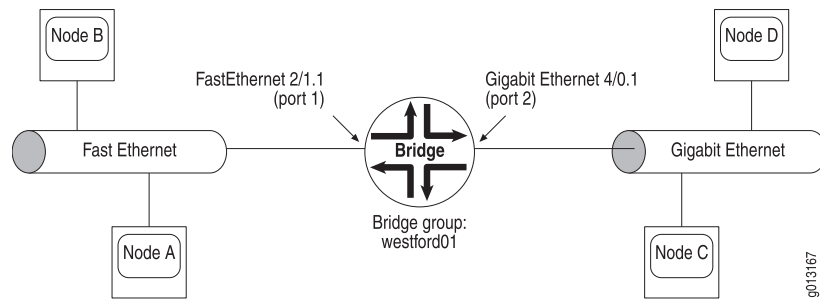 Node B
Node D
FastEthernet 2/1.1
(port 1)
Gigabit Ethernet 4/0.1
(port 2)
Fast Ethernet
Bridge
Gigabit Ethernet
Bridge group:
westford01
Node A
Node C
g013167